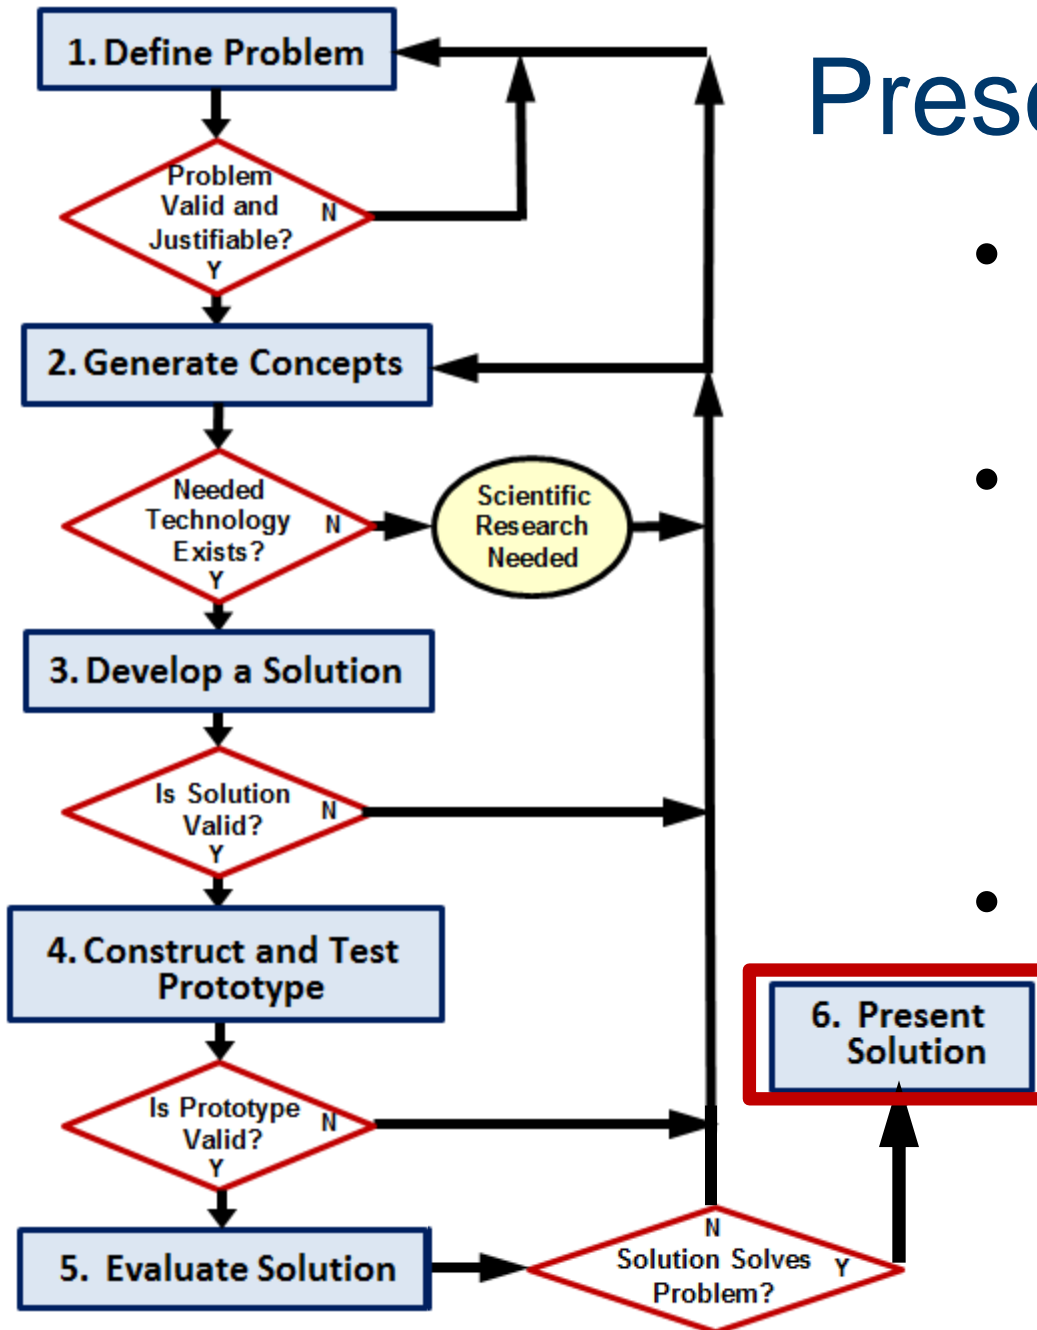 1. Define Problem
Prese
Problem
Valid and
Justifiable?
N
Y
2. Generate Concepts
Needed
Technology
Exists?
N
Y
Scientific
Research
Needed
3. Develop a Solution
Is Solution
Valid?
N
Y
4. Construct and Test
Prototype
6. Present
Solution
Is Prototype
Valid?
N
Y
5. Evaluate Solution
N
Solution Solves
Problem?
Y